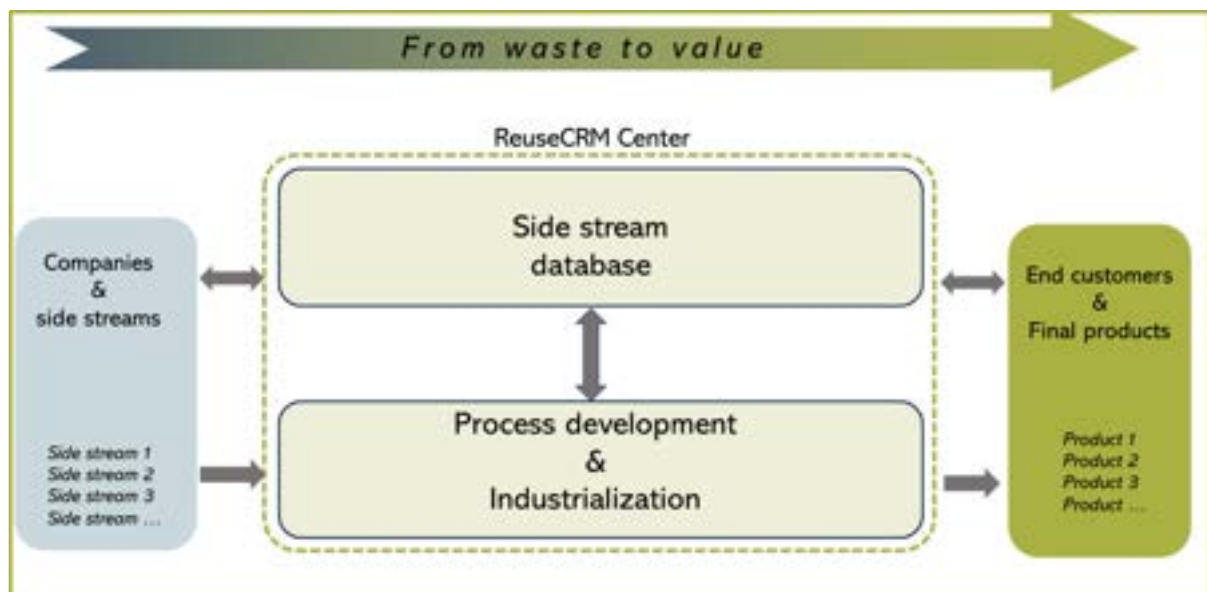 From waste to value
ReuseCRM Center
Side stream
database
Companies
&
side streams
End customers
&
Final products
Process development
&
Industrialization
Side stream 1
Side stream 2
Side stream 3
Side stream ...
Product 1
Product 2
Product 3
Product ...